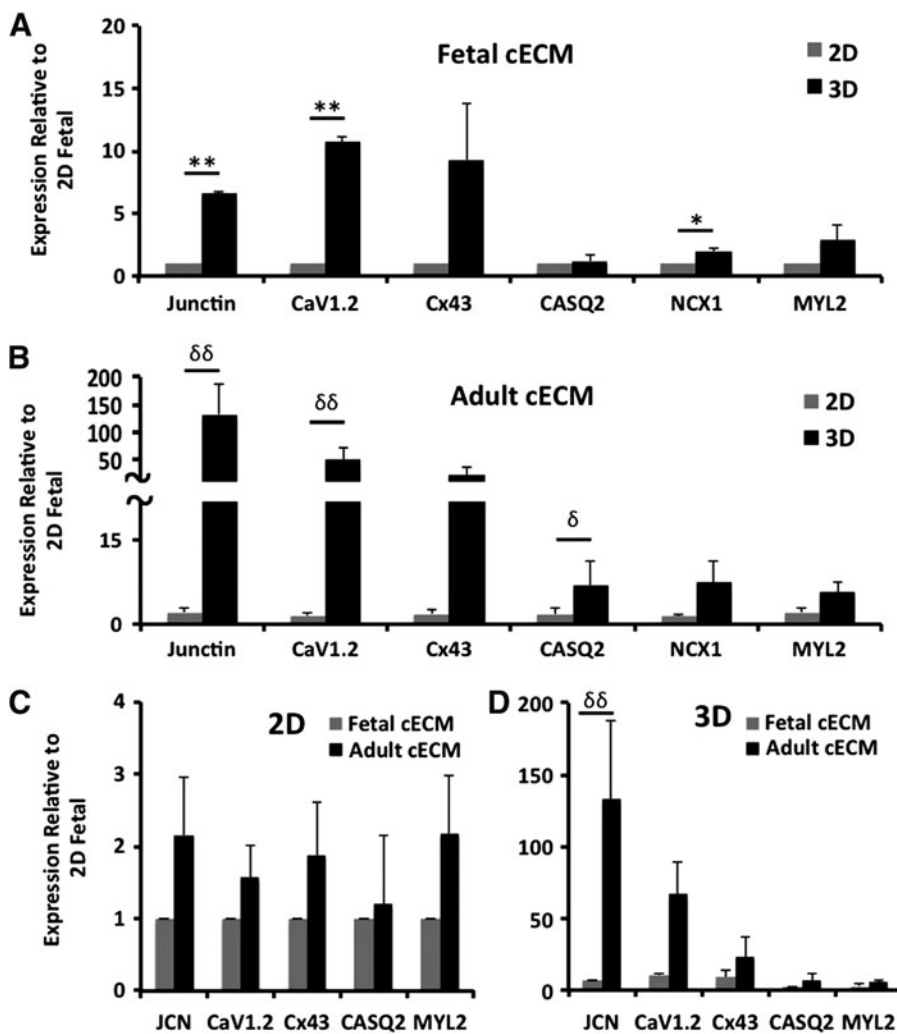 A
Fetal cECM
2D
3D
Expression Relative to
2D Fetal
20
15
10
5
0
**
**
*
Junctin CaV1.2 Cx43 CASQ2 NCX1 MYL2
B
Adult cECM
2D
3D
Expression Relative to
2D Fetal
200
150
100
50
15
0
δδ
δδ
δ
Junctin CaV1.2 Cx43 CASQ2 NCX1 MYL2
C
2D
Fetal cECM
Adult cECM
Expression Relative to
2D Fetal
4
3
2
1
0
JCN CaV1.2 Cx43 CASQ2 MYL2
D
3D
Fetal cECM
Adult cECM
200
150
100
50
0
δδ
JCN CaV1.2 Cx43 CASQ2 MYL2